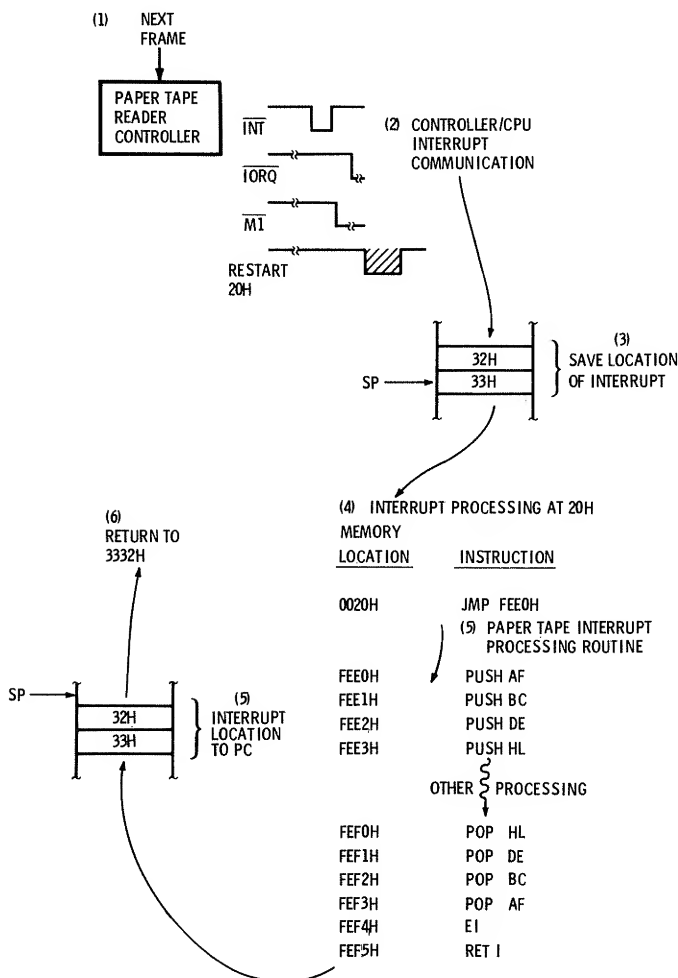 (1) NEXT
FRAME
PAPER TAPE
READER
CONTROLLER
INT
IORQ
M1
RESTART
20H
(2) CONTROLLER/CPU
INTERRUPT
COMMUNICATION
32H
SP
33H
(3)
SAVE LOCATION
OF INTERRUPT
(4) INTERRUPT PROCESSING AT 20H
MEMORY
LOCATION INSTRUCTION
0020H JMP FEE0H
(5) PAPER TAPE INTERRUPT
PROCESSING ROUTINE
FEE0H PUSH AF
FEE1H PUSH BC
FEE2H PUSH DE
FEE3H PUSH HL
OTHER PROCESSING
FEF0H POP HL
FEF1H POP DE
FEF2H POP BC
FEF3H POP AF
FEF4H EI
FEF5H RET I
(6)
RETURN TO
3332H
SP
32H
33H
(5)
INTERRUPT
LOCATION
TO PC